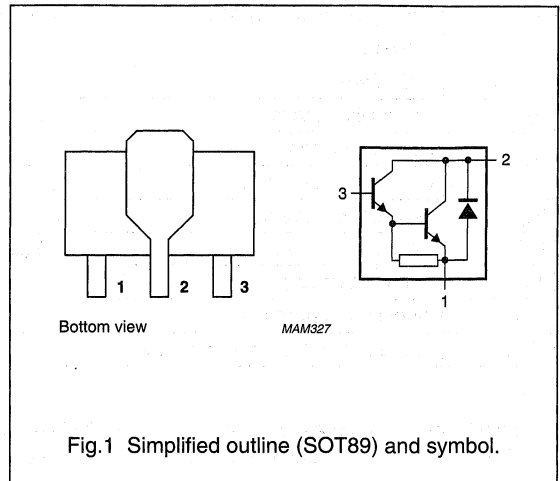 2
3
1
1 2 3
Bottom view
MAM327
Fig.1 Simplified outline (SOT89) and symbol.